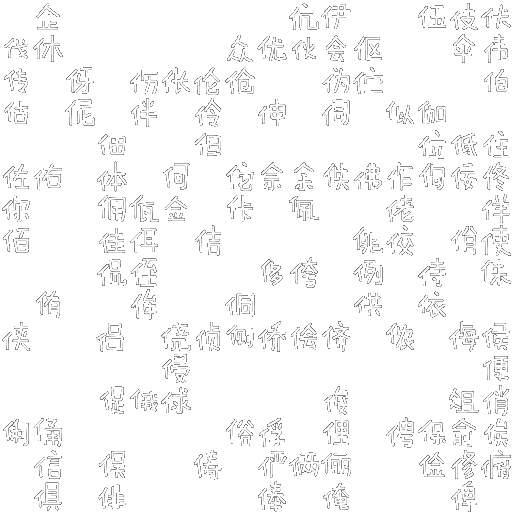 企伉伊伍伎伏
伐休众优伙会伛伞伟
传伢伤伥伦伧伪伫伯
估伲伴伶伸伺似伽
佃但位低住
佐佑体何佗佘余佚佛作佝佞佟
你佣佤佥佧佩佬佯
佰佳佴佶佻佼佾使
侃侄侈侉例侍侏
侑侔侗供依
侠侣侥侦侧侨侩侪侬侮侯
侵便
促俄俅俊俎俏
俐俑俗俘俚俜保俞俟
信俣俦俨俩俪俭修俯
俱俳俸俺俾